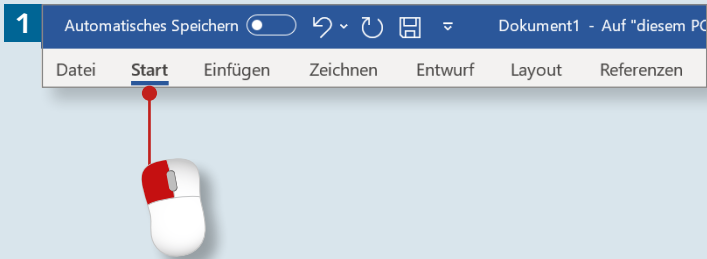 1
Automatisches Speichern Dokument1 - Auf "diesem PC
Datei Start Einfügen Zeichnen Entwurf Layout Referenzen